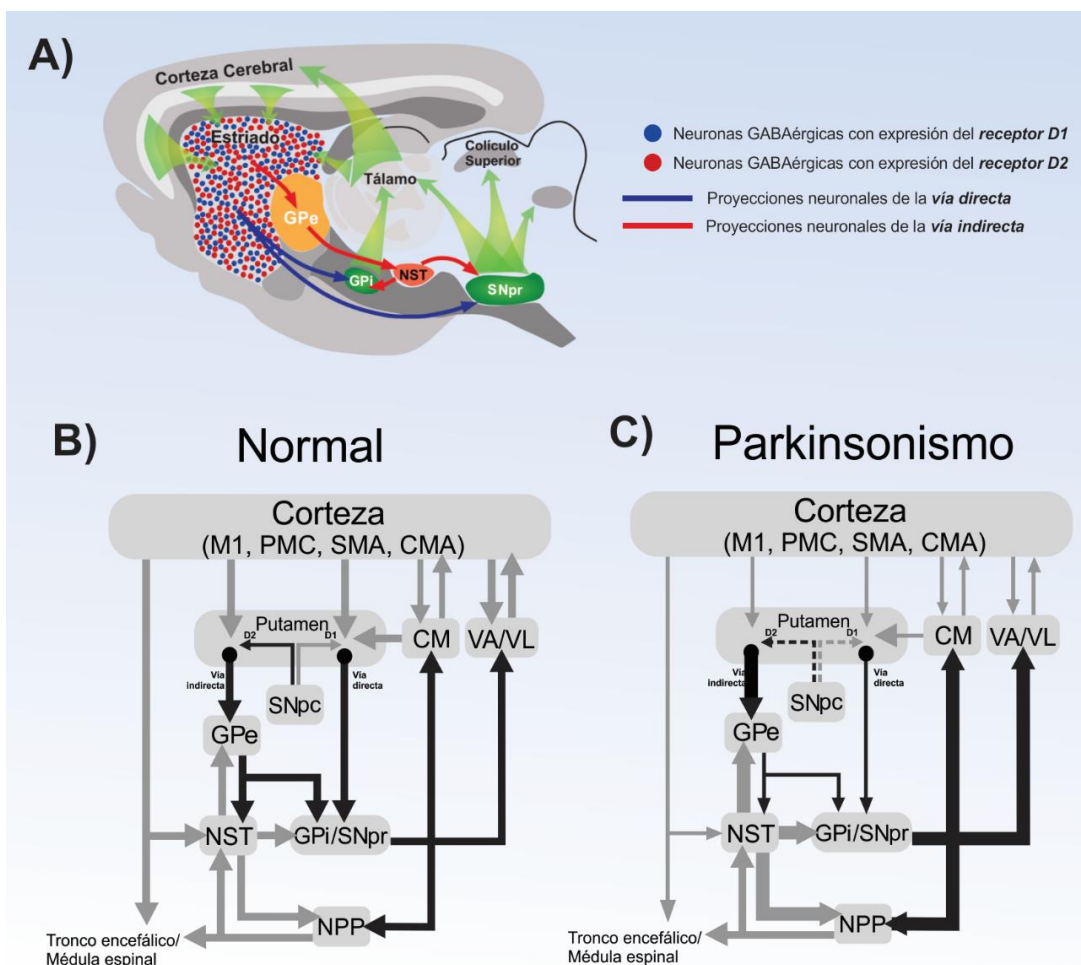 A)
Corteza Cerebral
Estriado
GPe
Tálamo
Colículo
Superior
GPi
NST
SNpr
Neuronas GABAérgicas con expresión del receptor D1
Neuronas GABAérgicas con expresión del receptor D2
Proyecciones neuronales de la vía directa
Proyecciones neuronales de la vía indirecta
B)
Normal
Corteza
(M1, PMC, SMA, CMA)
Putamen
D2
D1
CM
VA/VL
Vía
indirecta
Vía
directa
SNpc
GPe
NST
GPi/SNpr
NPP
Tronco encefálico/
Médula espinal
C)
Parkinsonismo
Corteza
(M1, PMC, SMA, CMA)
Putamen
D2
D1
CM
VA/VL
Vía
indirecta
Vía
directa
SNpc
GPe
NST
GPi/SNpr
NPP
Tronco encefálico/
Médula espinal